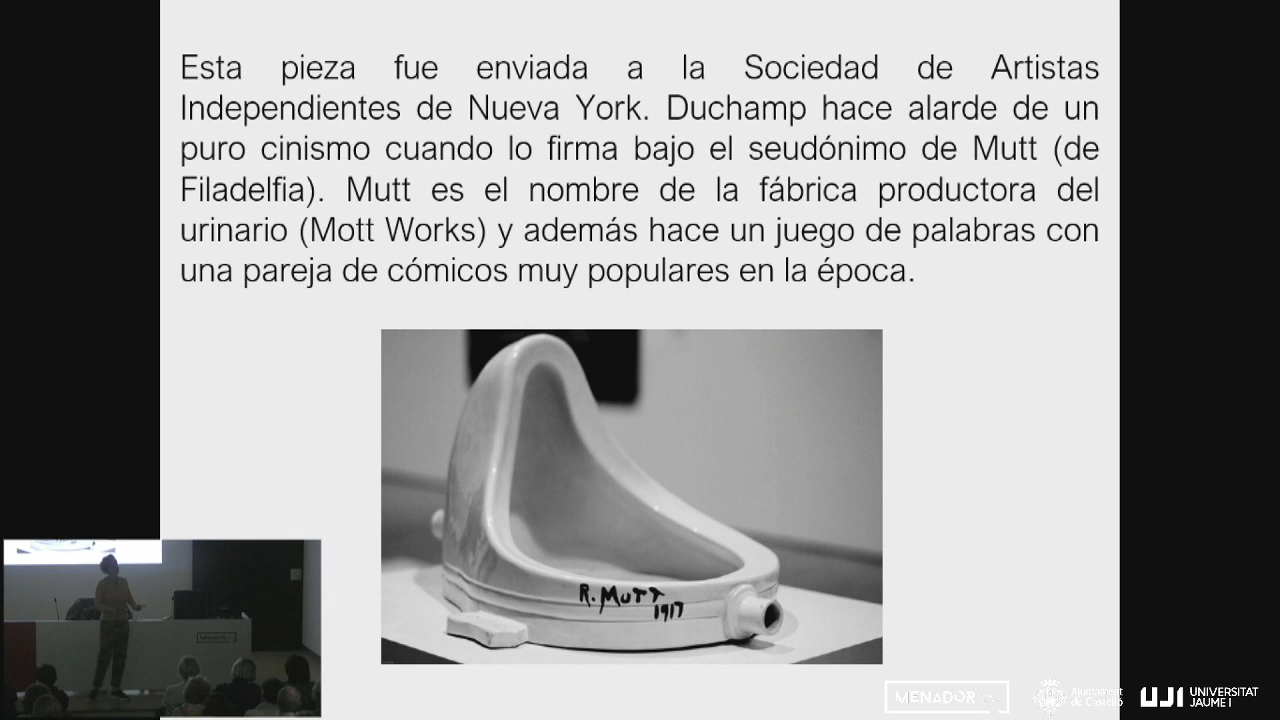 Esta pieza fue enviada a la Sociedad de Artistas
Independientes de Nueva York. Duchamp hace alarde de un
puro cinismo cuando lo firma bajo el seudónimo de Mutt (de
Filadelfia). Mutt es el nombre de la fábrica productora del
urinario (Mott Works) y además hace un juego de palabras con
una pareja de cómicos muy populares en la época.
R. MUTT
1917
MENADOR
Ajuntament
de Castelló
UJI UNIVERSITAT
JAUME I